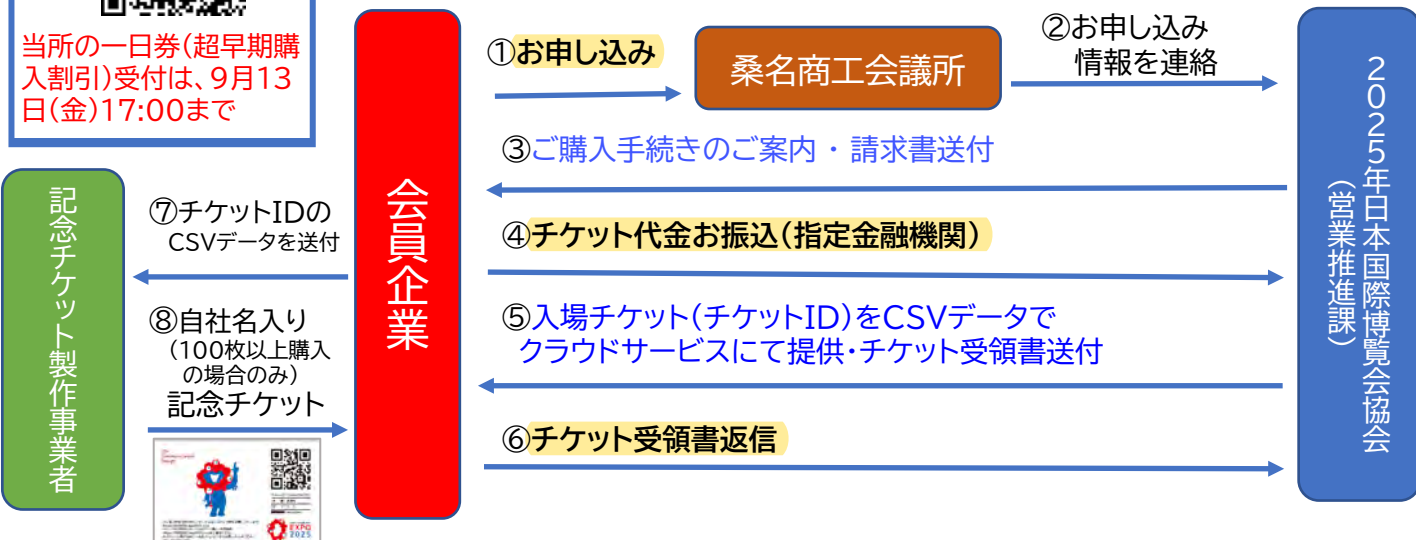 当所の一日券(超早期購
入割引)受付は、9月13
日(金)17:00まで
①お申し込み
桑名商工会議所
②お申し込み
情報を連絡
③ご購入手続きのご案内・請求書送付
④チケット代金お振込(指定金融機関)
⑤入場チケット(チケットID)をCSVデータで
クラウドサービスにて提供・チケット受領書送付
⑥チケット受領書返信
会員企業
2025年日本国際博覧会協会
(営業推進課)
⑦チケットIDの
CSVデータを送付
⑧自社名入り
(100枚以上購入
の場合のみ)
記念チケット
記念チケット製作事業者
EXPO
2025